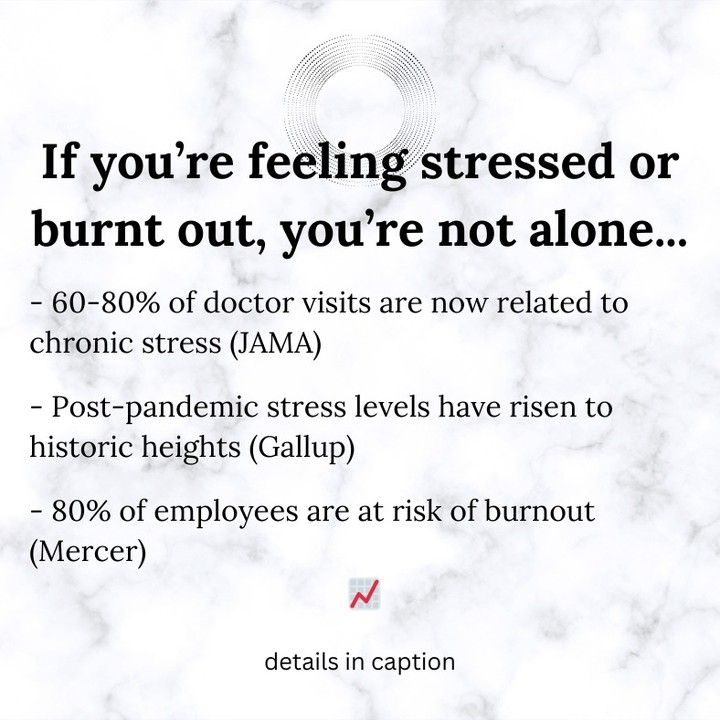 If you’re feeling stressed or
burnt out, you’re not alone...
- 60-80% of doctor visits are now related to
chronic stress (JAMA)
- Post-pandemic stress levels have risen to
historic heights (Gallup)
- 80% of employees are at risk of burnout
(Mercer)
details in caption